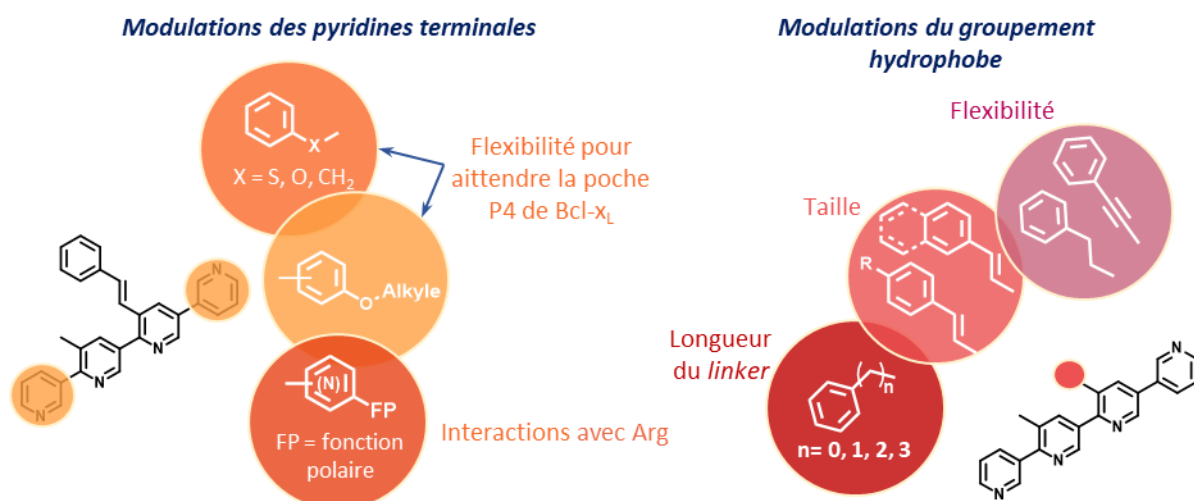 Modulations des pyridines terminales
X
X = S, O, CH₂
Flexibilité pour
aittendre la poche
P4 de Bcl-xL
O-Alkyle
(N)
FP
FP = fonction
polaire
Interactions avec Arg
N
N
N
N
Modulations du groupement
hydrophobe
Flexibilité
Taille
R
Longueur
du linker
n
n= 0, 1, 2, 3
N
N
N
N